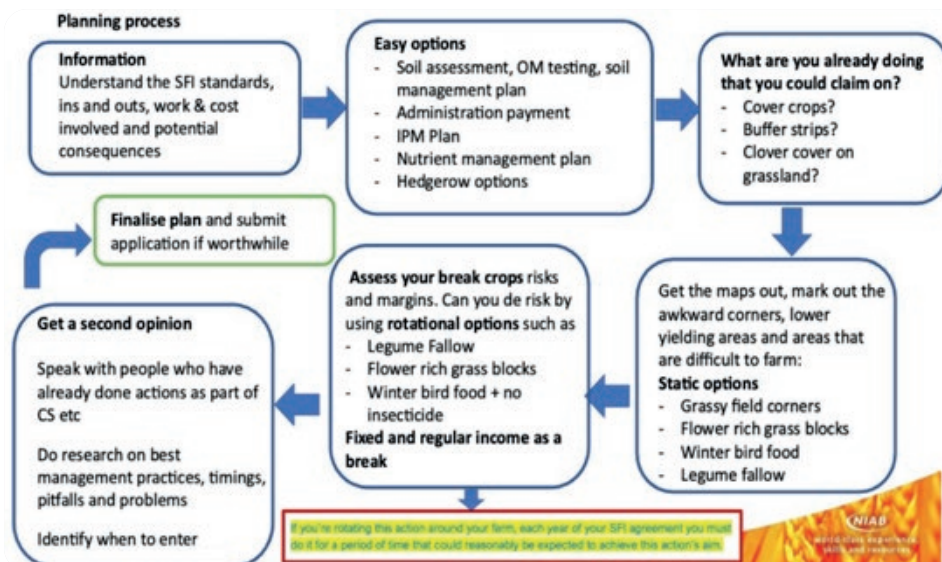 Planning process
Information
Understand the SFI standards,
ins and outs, work & cost
involved and potential
consequences
Easy options
- Soil assessment, OM testing, soil
management plan
- Administration payment
- IPM Plan
- Nutrient management plan
- Hedgerow options
What are you already doing
that you could claim on?
- Cover crops?
- Buffer strips?
- Clover cover on
grassland?
Get the maps out, mark out the
awkward corners, lower
yielding areas and areas that
are difficult to farm:
Static options
- Grassy field corners
- Flower rich grass blocks
- Winter bird food
- Legume fallow
Assess your break crops risks
and margins. Can you de risk by
using rotational options such as
- Legume Fallow
- Flower rich grass blocks
- Winter bird food + no
insecticide
Fixed and regular income as a
break
If you're rotating this action around your farm, each year of your SFI agreement you must
do it for a period of time that could reasonably be expected to achieve this action's aim.
Get a second opinion
Speak with people who have
already done actions as part of
CS etc
Do research on best
management practices, timings,
pitfalls and problems
Identify when to enter
Finalise plan and submit
application if worthwhile
NIAB
world class experience,
skills and resources